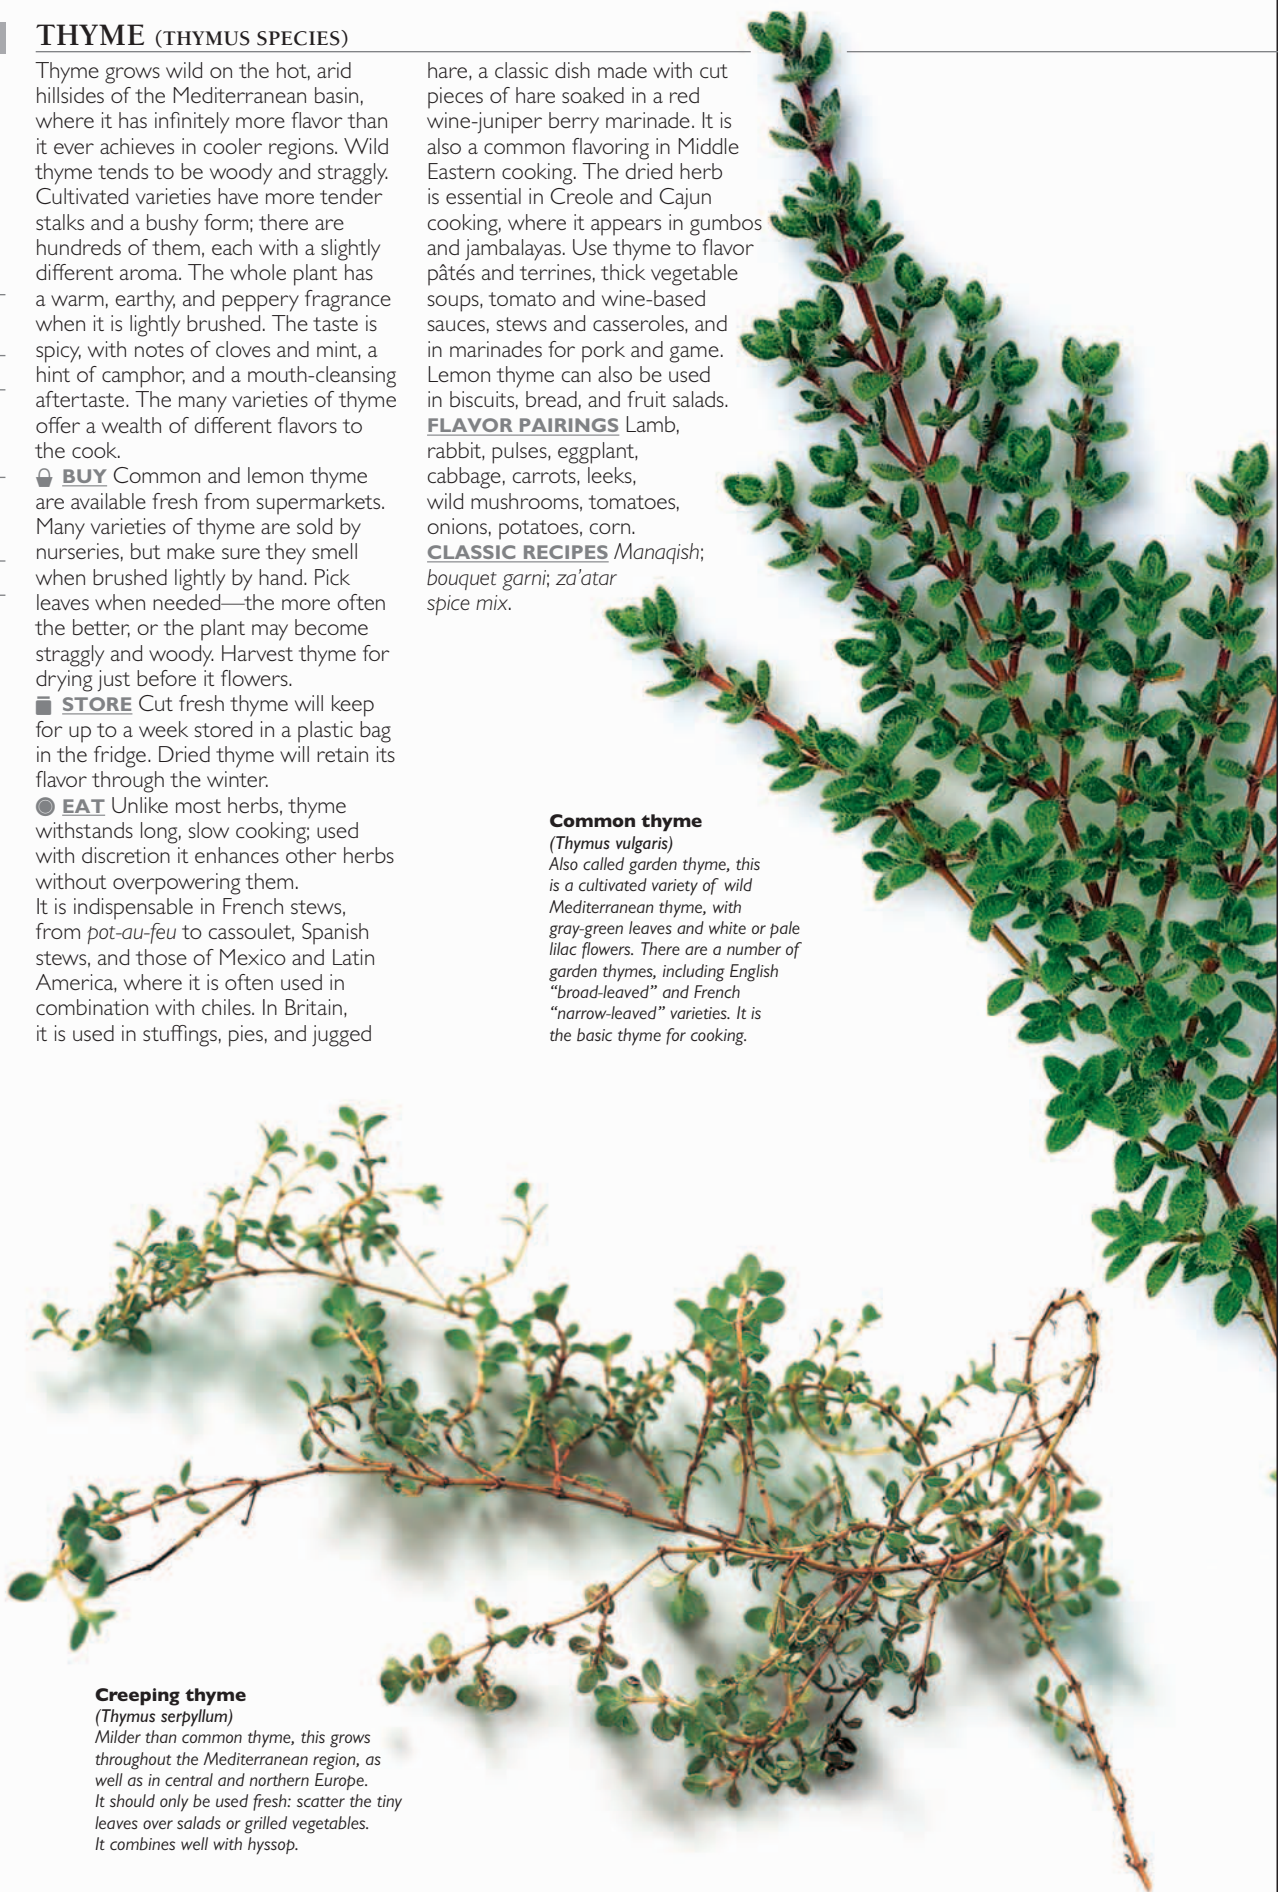 THYME (THYMUS SPECIES)
Thyme grows wild on the hot, arid
hillsides of the Mediterranean basin,
where it has infinitely more flavor than
it ever achieves in cooler regions. Wild
thyme tends to be woody and straggly.
Cultivated varieties have more tender
stalks and a bushy form; there are
hundreds of them, each with a slightly
different aroma. The whole plant has
a warm, earthy, and peppery fragrance
when it is lightly brushed. The taste is
spicy, with notes of cloves and mint, a
hint of camphor, and a mouth-cleansing
aftertaste. The many varieties of thyme
offer a wealth of different flavors to
the cook.
BUY Common and lemon thyme
are available fresh from supermarkets.
Many varieties of thyme are sold by
nurseries, but make sure they smell
when brushed lightly by hand. Pick
leaves when needed—the more often
the better, or the plant may become
straggly and woody. Harvest thyme for
drying just before it flowers.
STORE Cut fresh thyme will keep
for up to a week stored in a plastic bag
in the fridge. Dried thyme will retain its
flavor through the winter.
EAT Unlike most herbs, thyme
withstands long, slow cooking; used
with discretion it enhances other herbs
without overpowering them.
It is indispensable in French stews,
from pot-au-feu to cassoulet, Spanish
stews, and those of Mexico and Latin
America, where it is often used in
combination with chiles. In Britain,
it is used in stuffings, pies, and jugged
hare, a classic dish made with cut
pieces of hare soaked in a red
wine-juniper berry marinade. It is
also a common flavoring in Middle
Eastern cooking. The dried herb
is essential in Creole and Cajun
cooking, where it appears in gumbos
and jambalayas. Use thyme to flavor
pâtés and terrines, thick vegetable
soups, tomato and wine-based
sauces, stews and casseroles, and
in marinades for pork and game.
Lemon thyme can also be used
in biscuits, bread, and fruit salads.
FLAVOR PAIRINGS Lamb,
rabbit, pulses, eggplant,
cabbage, carrots, leeks,
wild mushrooms, tomatoes,
onions, potatoes, corn.
CLASSIC RECIPES Manaqish;
bouquet garni; za’atar
spice mix.
Common thyme
(Thymus vulgaris)
Also called garden thyme, this
is a cultivated variety of wild
Mediterranean thyme, with
gray-green leaves and white or pale
lilac flowers. There are a number of
garden thymes, including English
“broad-leaved” and French
“narrow-leaved” varieties. It is
the basic thyme for cooking.
Creeping thyme
(Thymus serpyllum)
Milder than common thyme, this grows
throughout the Mediterranean region, as
well as in central and northern Europe.
It should only be used fresh: scatter the tiny
leaves over salads or grilled vegetables.
It combines well with hyssop.